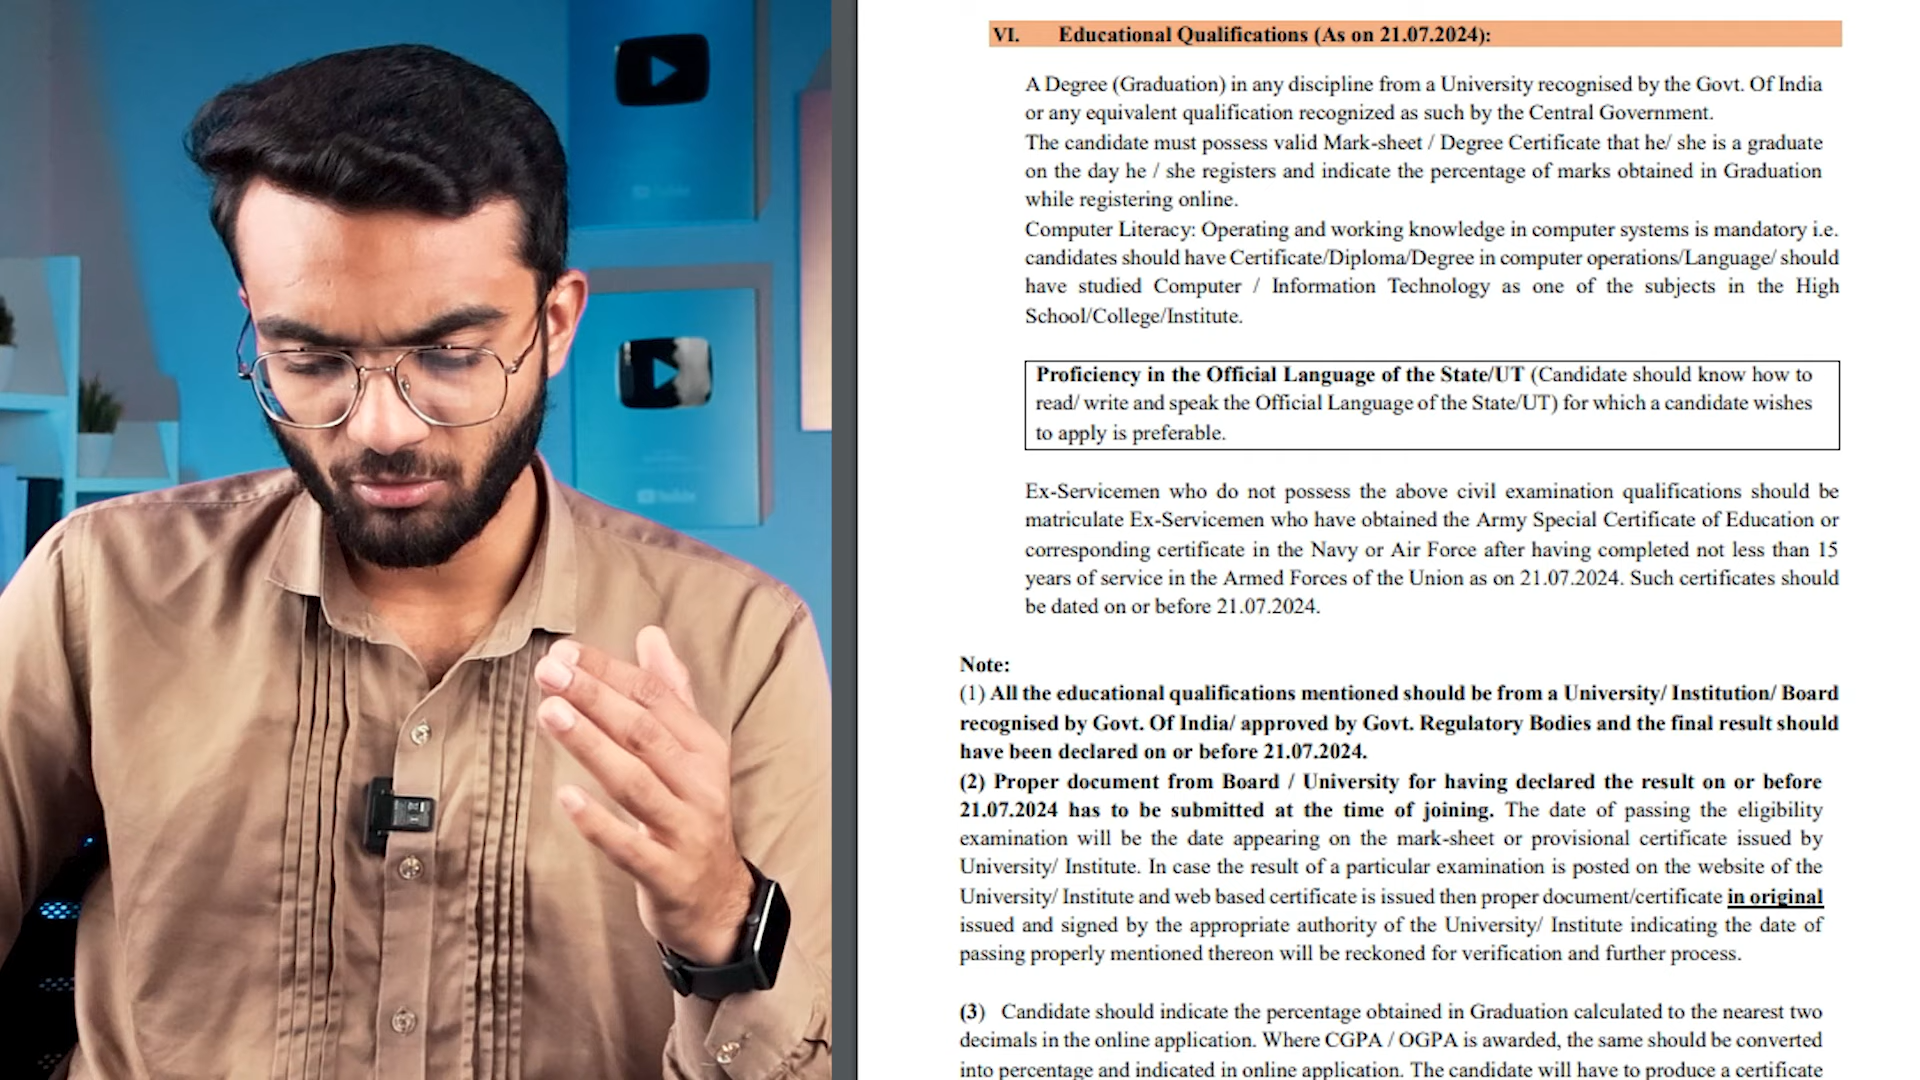 VI. Educational Qualifications (As on 21.07.2024):
A Degree (Graduation) in any discipline from a University recognised by the Govt. Of India
or any equivalent qualification recognized as such by the Central Government.
The candidate must possess valid Mark-sheet / Degree Certificate that he/ she is a graduate
on the day he / she registers and indicate the percentage of marks obtained in Graduation
while registering online.
Computer Literacy: Operating and working knowledge in computer systems is mandatory i.e.
candidates should have Certificate/Diploma/Degree in computer operations/Language/ should
have studied Computer / Information Technology as one of the subjects in the High
School/College/Institute.
Proficiency in the Official Language of the State/UT (Candidate should know how to
read/ write and speak the Official Language of the State/UT) for which a candidate wishes
to apply is preferable.
Ex-Servicemen who do not possess the above civil examination qualifications should be
matriculate Ex-Servicemen who have obtained the Army Special Certificate of Education or
corresponding certificate in the Navy or Air Force after having completed not less than 15
years of service in the Armed Forces of the Union as on 21.07.2024. Such certificates should
be dated on or before 21.07.2024.
Note:
(1) All the educational qualifications mentioned should be from a University/ Institution/ Board
recognised by Govt. Of India/ approved by Govt. Regulatory Bodies and the final result should
have been declared on or before 21.07.2024.
(2) Proper document from Board / University for having declared the result on or before
21.07.2024 has to be submitted at the time of joining. The date of passing the eligibility
examination will be the date appearing on the mark-sheet or provisional certificate issued by
University/ Institute. In case the result of a particular examination is posted on the website of the
University/ Institute and web based certificate is issued then proper document/certificate in original
issued and signed by the appropriate authority of the University/ Institute indicating the date of
passing properly mentioned thereon will be reckoned for verification and further process.
(3) Candidate should indicate the percentage obtained in Graduation calculated to the nearest two
decimals in the online application. Where CGPA / OGPA is awarded, the same should be converted
into percentage and indicated in online application. The candidate will have to produce a certificate